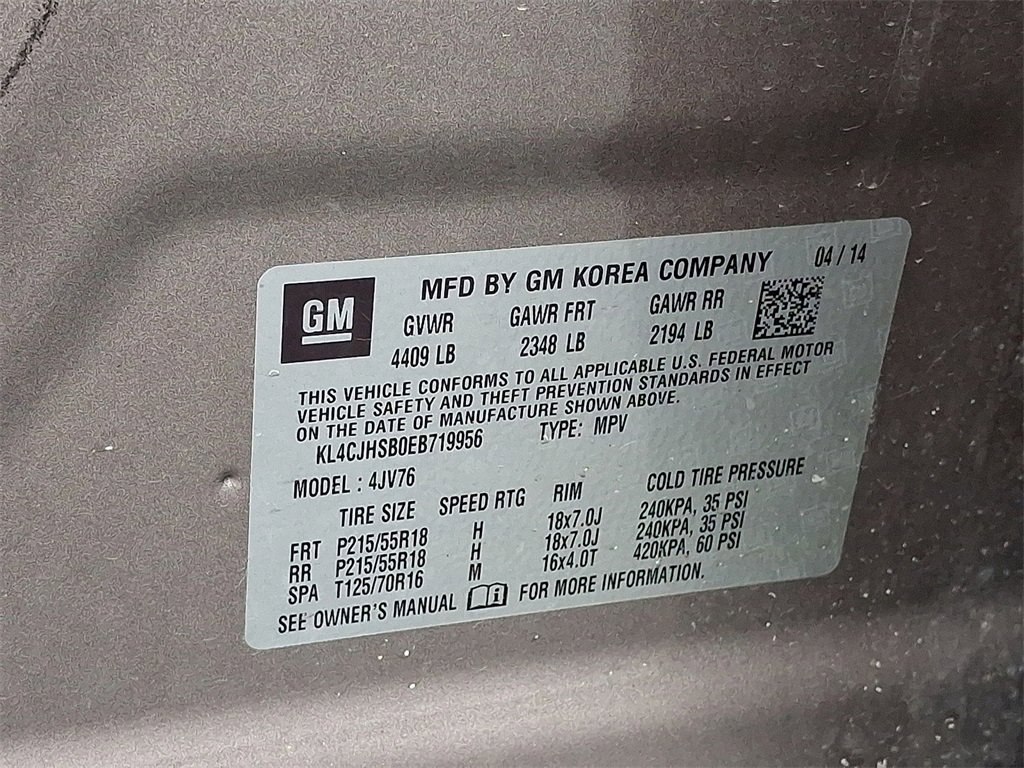 GM
MFD BY GM KOREA COMPANY 04 / 14
GVWR GAWR FRT GAWR RR
4409 LB 2348 LB 2194 LB
THIS VEHICLE CONFORMS TO ALL APPLICABLE U.S. FEDERAL MOTOR
VEHICLE SAFETY AND THEFT PREVENTION STANDARDS IN EFFECT
ON THE DATE OF MANUFACTURE SHOWN ABOVE.
KL4CJHSB0EB719956 TYPE: MPV
MODEL : 4JV76
TIRE SIZE SPEED RTG RIM COLD TIRE PRESSURE
FRT P215/55R18 H 18x7.0J 240KPA, 35 PSI
RR P215/55R18 H 18x7.0J 240KPA, 35 PSI
SPA T125/70R16 M 16x4.0T 420KPA, 60 PSI
SEE OWNER'S MANUAL FOR MORE INFORMATION.